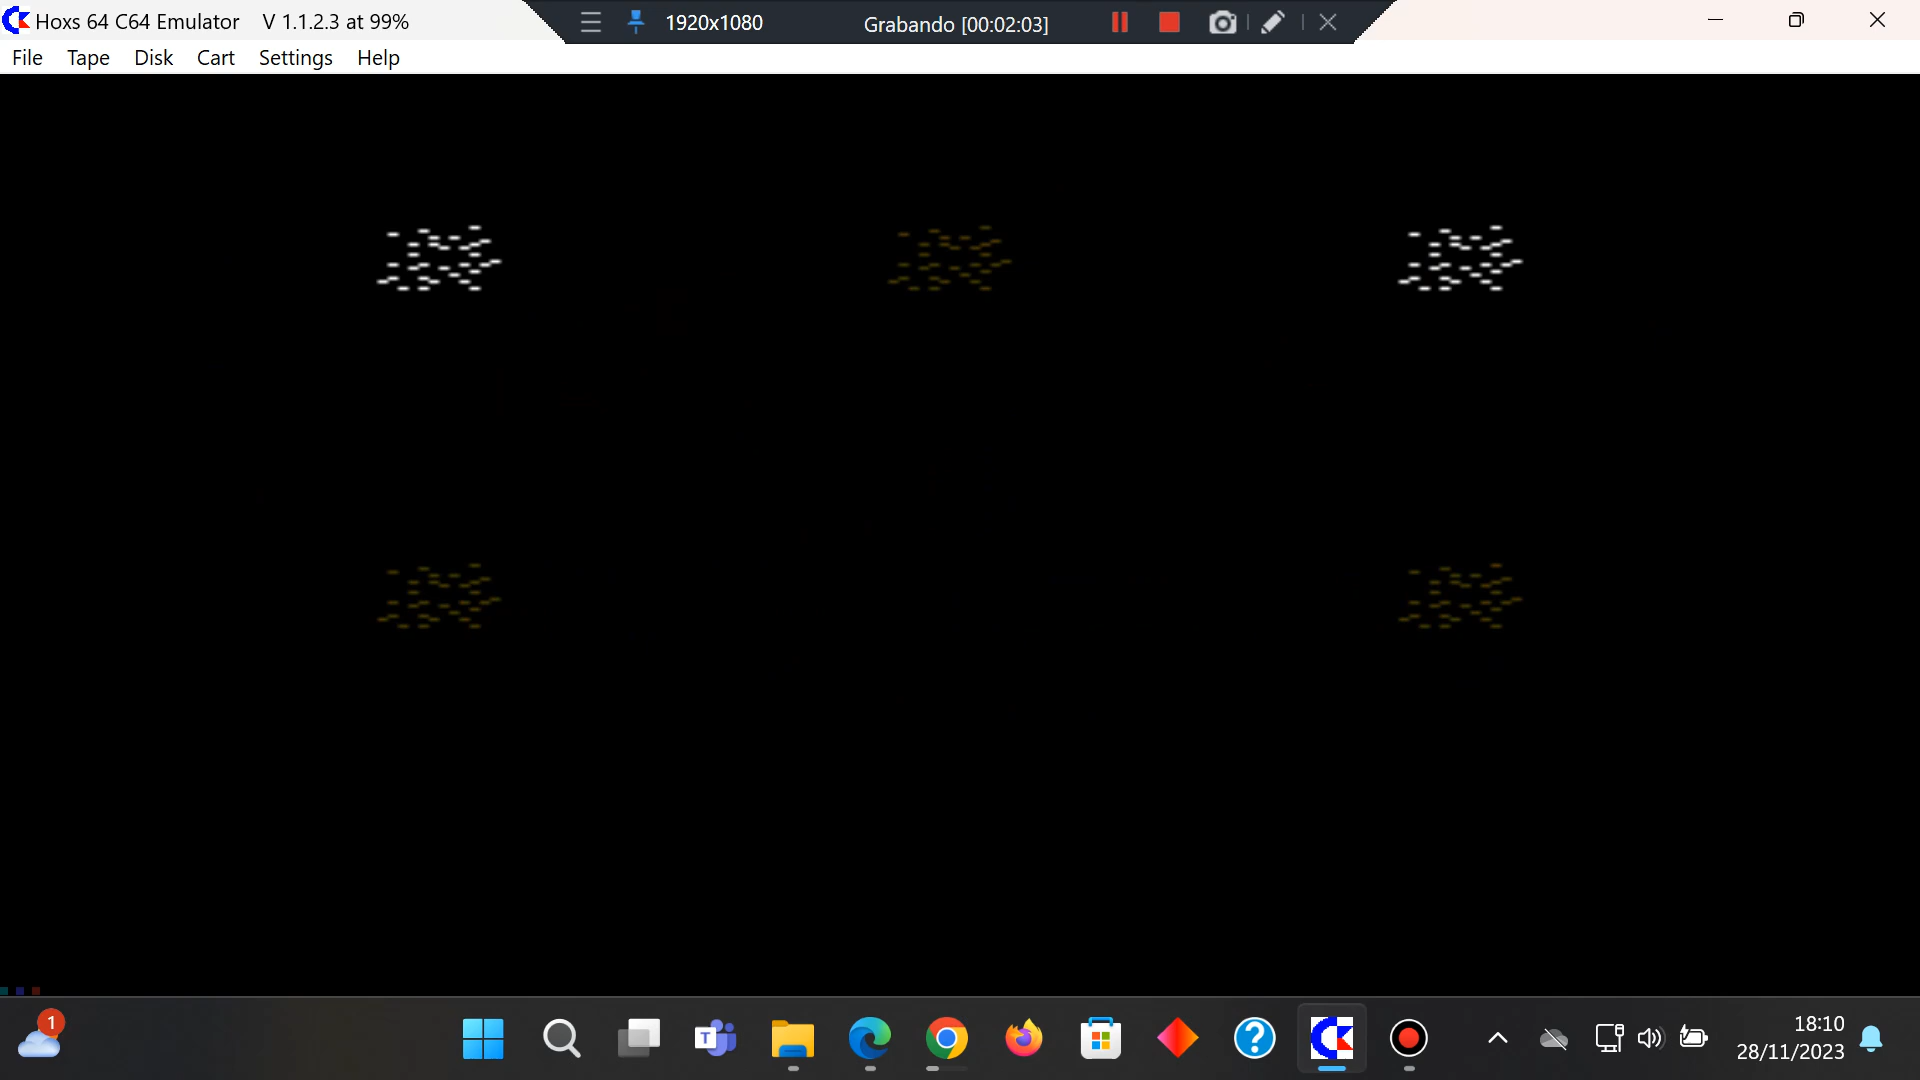 Hoxs 64 C64 Emulator V 1.1.2.3 at 99%
1920x1080 Grabando [00:02:03]
File Tape Disk Cart Settings Help
1
T
?
18:10
28/11/2023